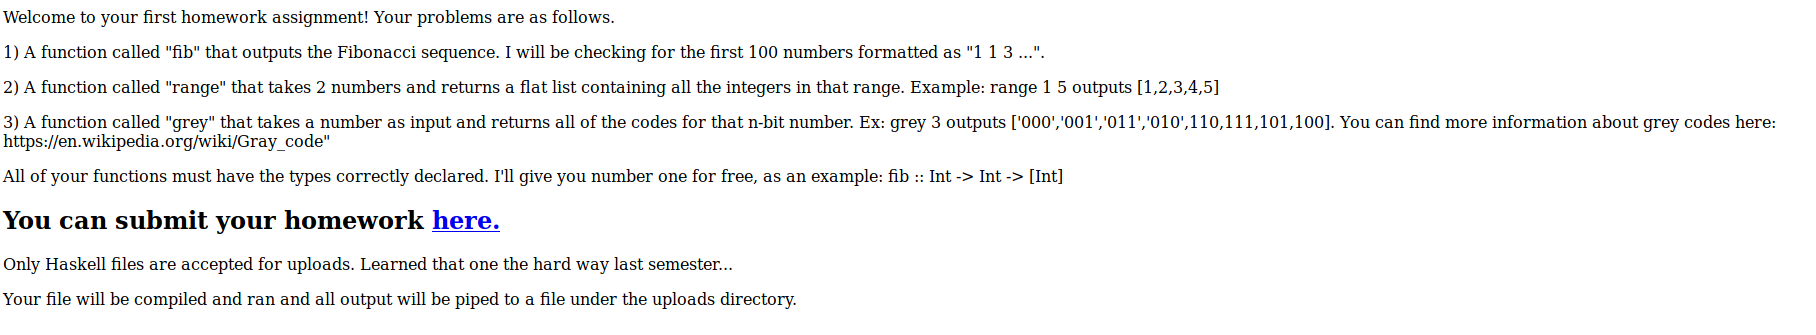 Welcome to your first homework assignment! Your problems are as follows.
1) A function called "fib" that outputs the Fibonacci sequence. I will be checking for the first 100 numbers formatted as "1 1 3 ...".
2) A function called "range" that takes 2 numbers and returns a flat list containing all the integers in that range. Example: range 1 5 outputs [1,2,3,4,5]
3) A function called "grey" that takes a number as input and returns all of the codes for that n-bit number. Ex: grey 3 outputs ['000','001','011','010',110,111,101,100]. You can find more information about grey codes here:
https://en.wikipedia.org/wiki/Gray_code"
All of your functions must have the types correctly declared. I'll give you number one for free, as an example: fib :: Int -> Int -> [Int]
You can submit your homework here.
Only Haskell files are accepted for uploads. Learned that one the hard way last semester...
Your file will be compiled and ran and all output will be piped to a file under the uploads directory.